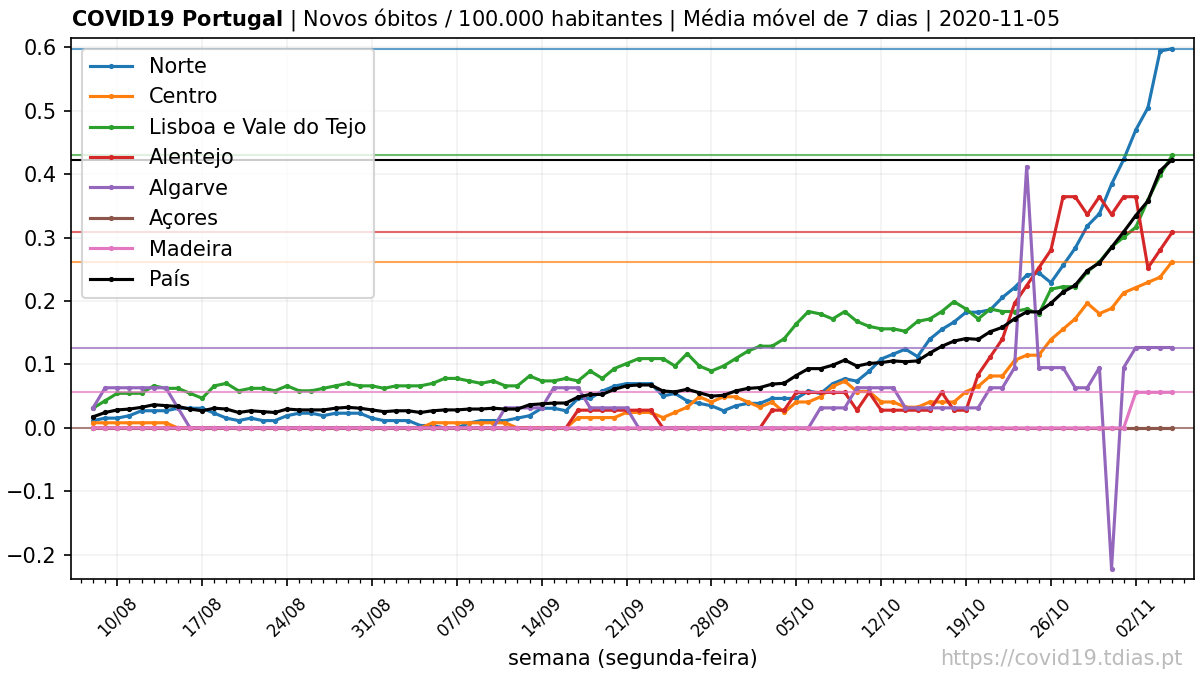 COVID19 Portugal | Novos óbitos / 100.000 habitantes | Média móvel de 7 dias | 2020-11-05
0.6
0.5
0.4
0.3
0.2
0.1
0.0
−0.1
−0.2
Norte
Centro
Lisboa e Vale do Tejo
Alentejo
Algarve
Açores
Madeira
País
10/08 17/08 24/08 31/08 07/09 14/09 21/09 28/09 05/10 12/10 19/10 26/10 02/11
semana (segunda-feira)
https://covid19.tdias.pt